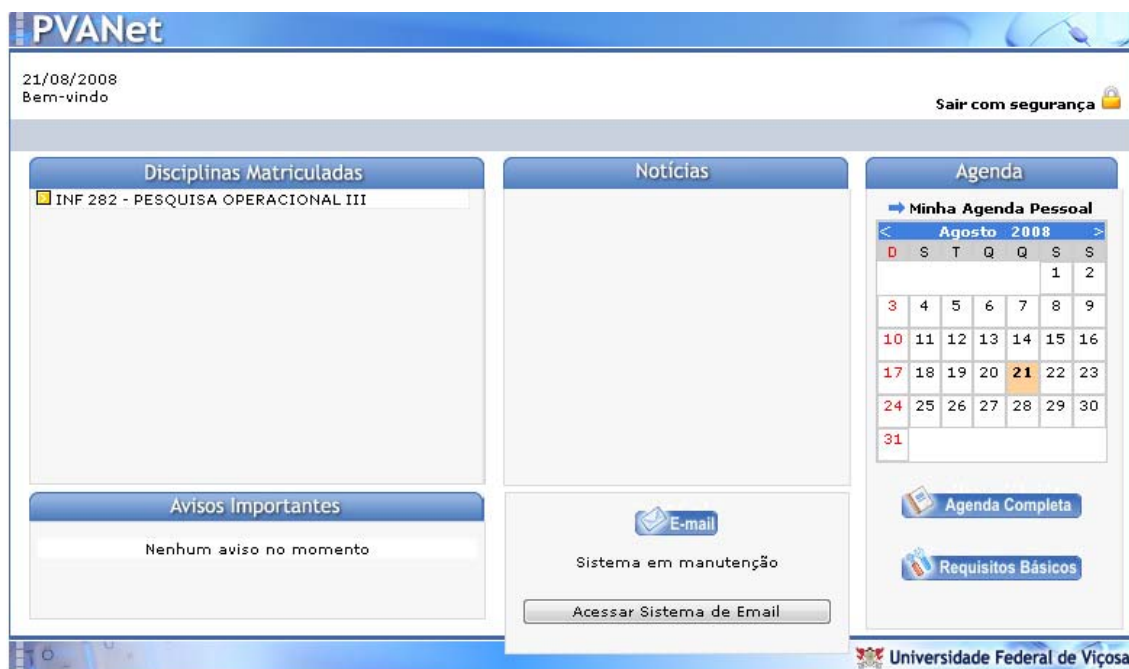 PVANet
21/08/2008
Bem-vindo
Sair com segurança
Disciplinas Matriculadas
INF 282 - PESQUISA OPERACIONAL III
Notícias
Agenda
Minha Agenda Pessoal
< Agosto 2008 >
D S T Q Q S S
1 2
3 4 5 6 7 8 9
10 11 12 13 14 15 16
17 18 19 20 21 22 23
24 25 26 27 28 29 30
31
Avisos Importantes
Nenhum aviso no momento
E-mail
Sistema em manutenção
Acessar Sistema de Email
Agenda Completa
Requisitos Básicos
Universidade Federal de Viçosa